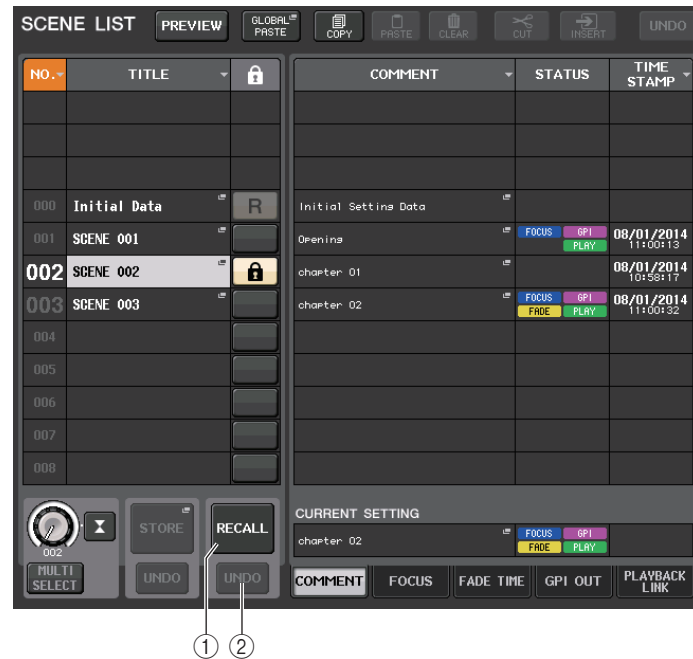 SCENE LIST PREVIEW GLOBAL PASTE COPY PASTE CLEAR CUT INSERT UNDO
NO. TITLE COMMENT STATUS TIME STAMP
000 Initial Data R Initial Setting Data
001 SCENE 001 Opening FOCUS GPI PLAY 08/01/2014 11:00:13
002 SCENE 002 chapter 01 08/01/2014 10:58:17
003 SCENE 003 chapter 02 FOCUS GPI FADE PLAY 08/01/2014 11:00:32
004
005
006
007
008
002 STORE RECALL
MULTI SELECT UNDO UNDO
CURRENT SETTING
chapter 02 FOCUS GPI FADE PLAY
COMMENT FOCUS FADE TIME GPI OUT PLAYBACK LINK
① ②